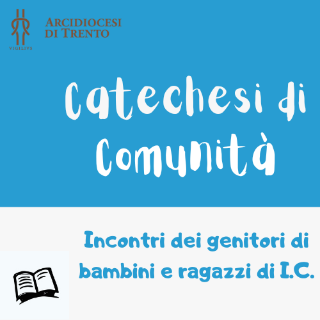 ARCIDIOCESI
DI TRENTO
Catechesi di
Comunità
Incontri dei genitori di
bambini e ragazzi di I.C.